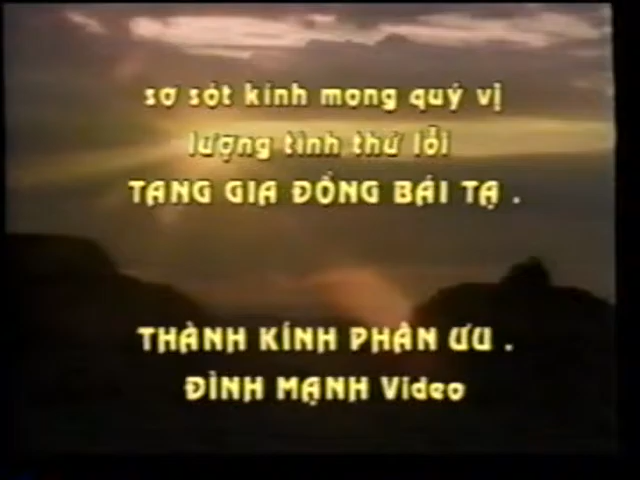 sơ sót kính mong quý vị
lượng tình thứ lỗi
TANG GIA ĐỒNG BÁI TẠ .
THÀNH KÍNH PHÂN ƯU .
ĐÌNH MẠNH Video